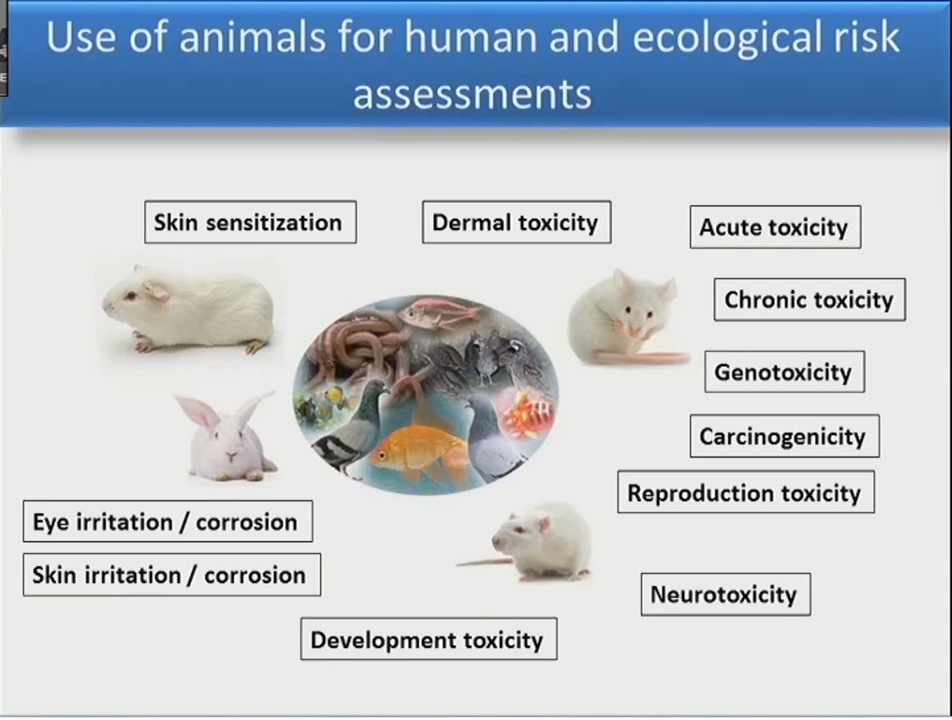 Use of animals for human and ecological risk
assessments
Skin sensitization
Dermal toxicity
Acute toxicity
Chronic toxicity
Genotoxicity
Carcinogenicity
Reproduction toxicity
Eye irritation / corrosion
Skin irritation / corrosion
Neurotoxicity
Development toxicity